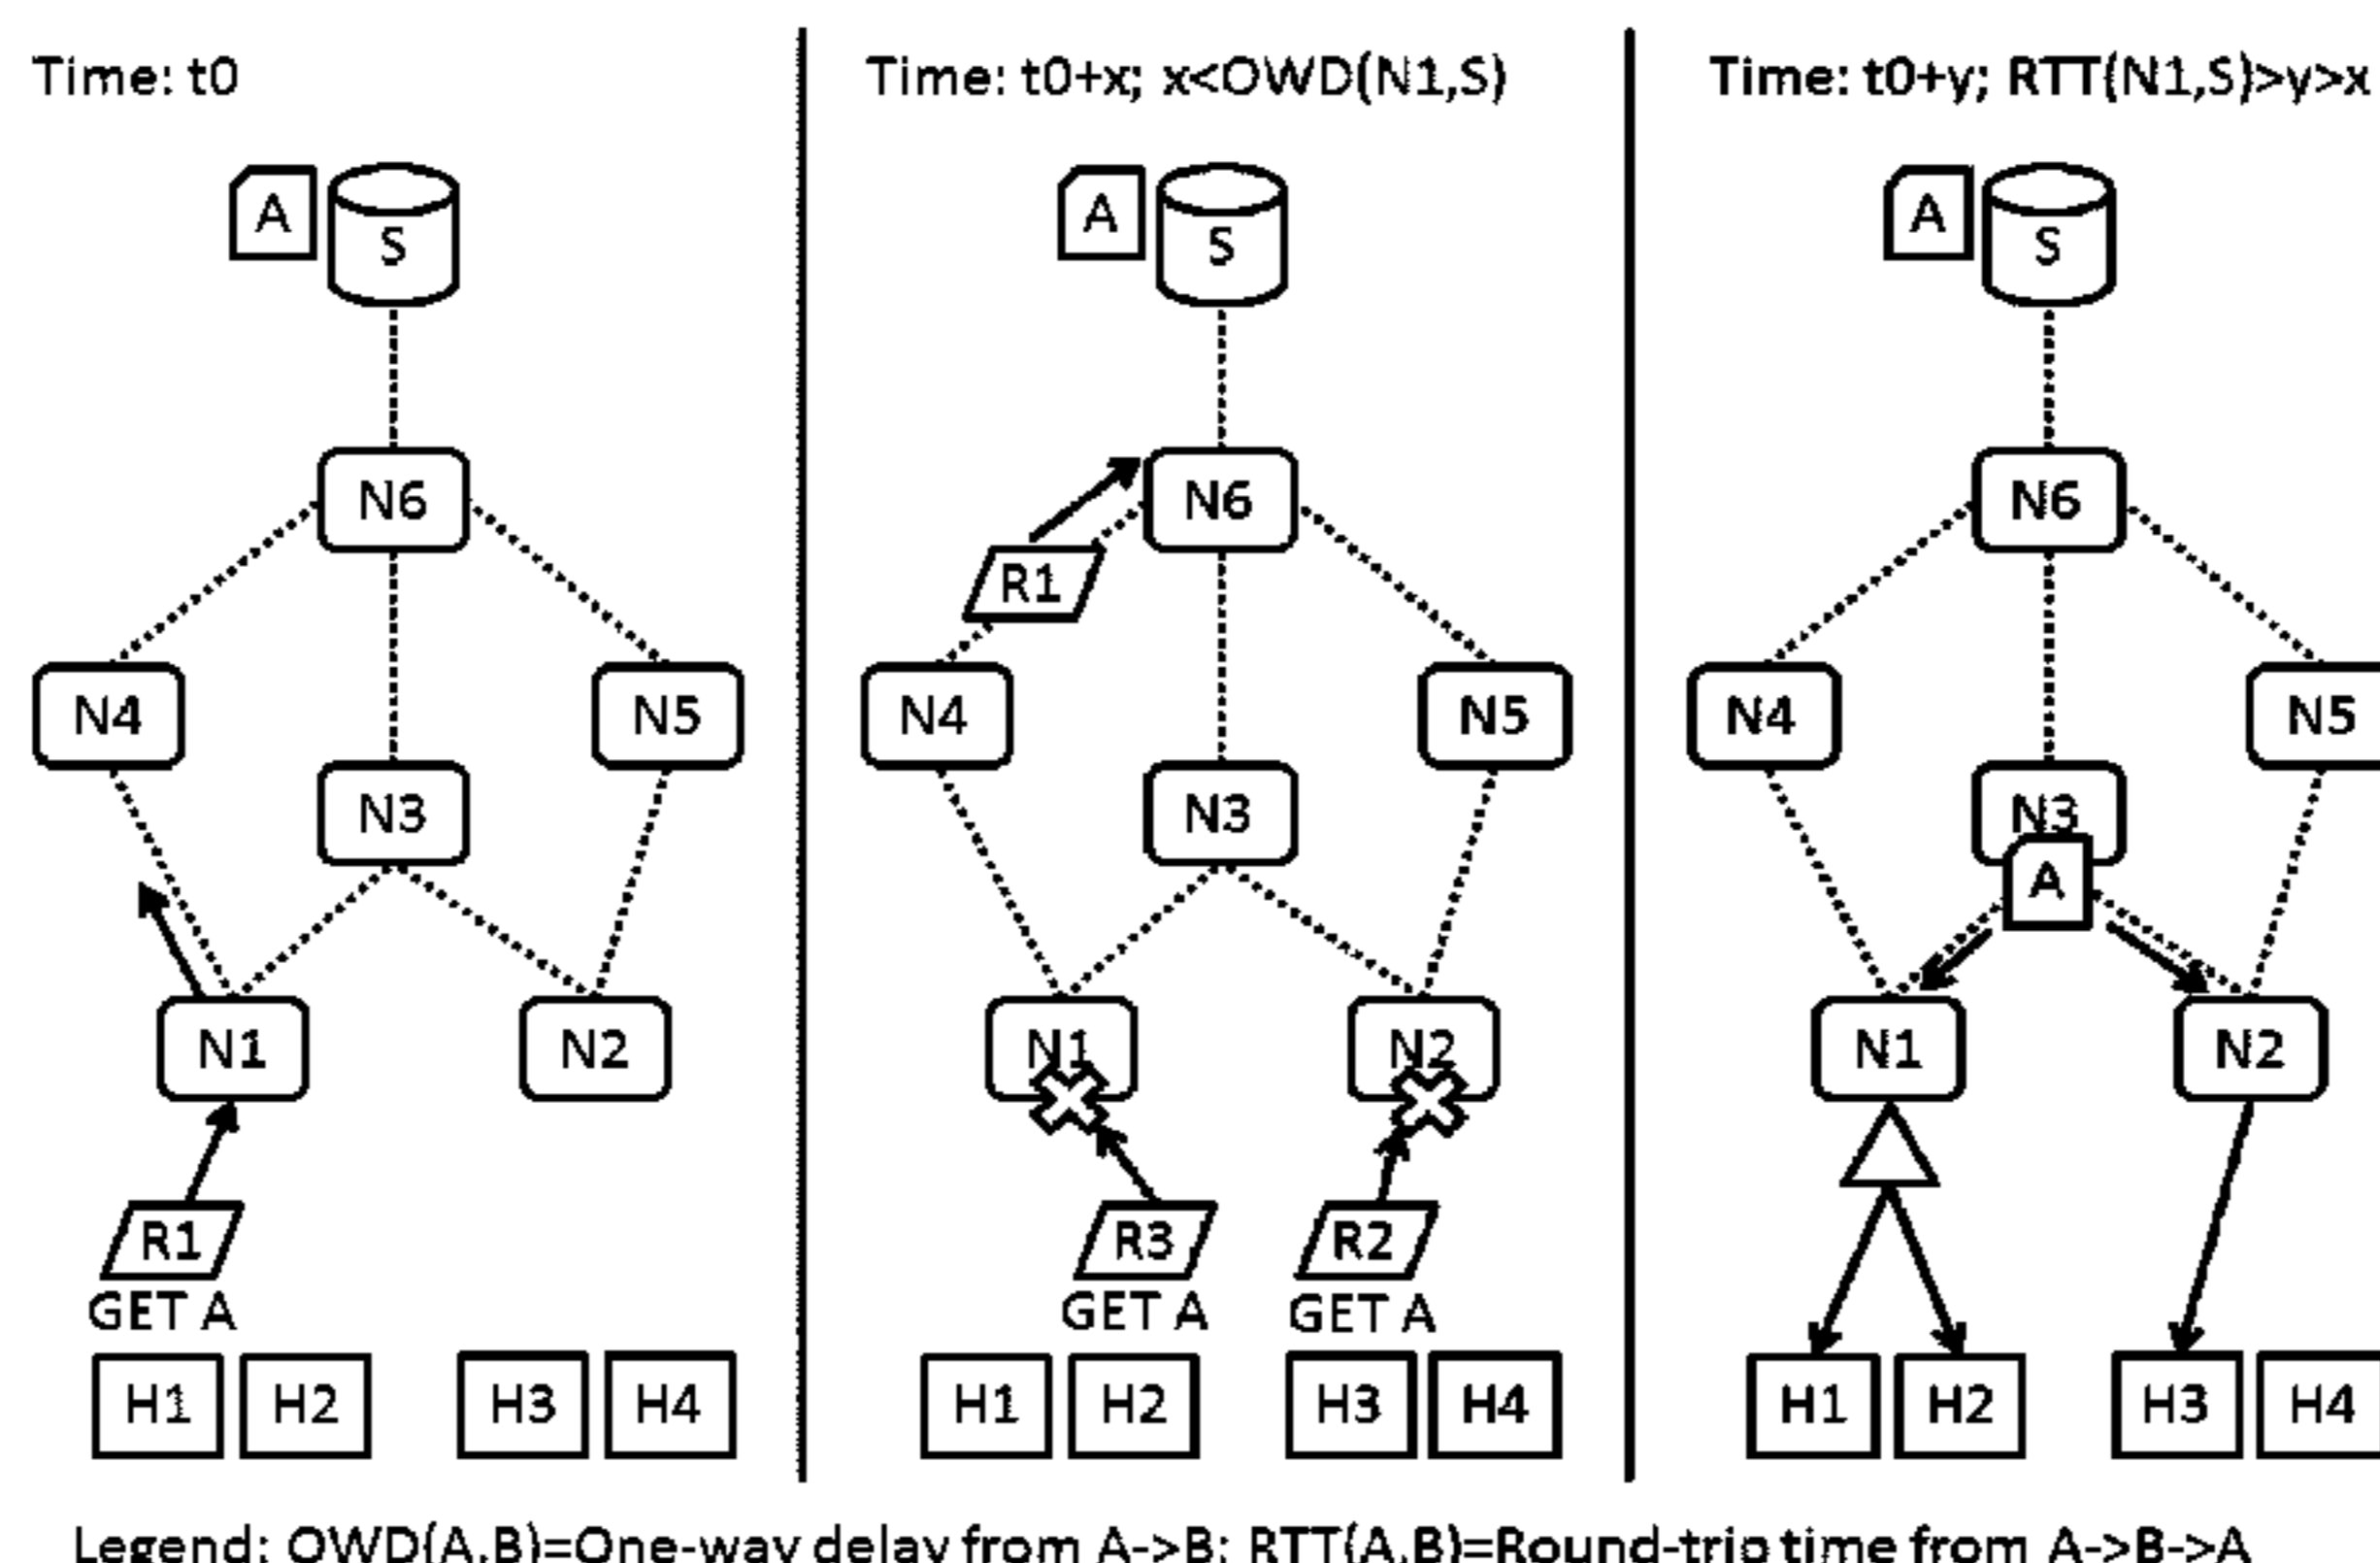 Time: t0
A
S
N6
N4
N5
N3
N1
N2
R1
GET A
H1 H2 H3 H4
Time: t0+x; x<OWD(N1,S)
A
S
N6
R1
N4
N5
N3
N1
N2
R3 R2
GET A GET A
H1 H2 H3 H4
Time: t0+y; RTT(N1,S)>y>x
A
S
N6
N4
N5
N3
A
N1
N2
H1 H2 H3 H4
Legend: OWD(A,B)=One-way delay from A->B; RTT(A,B)=Round-trip time from A->B->A